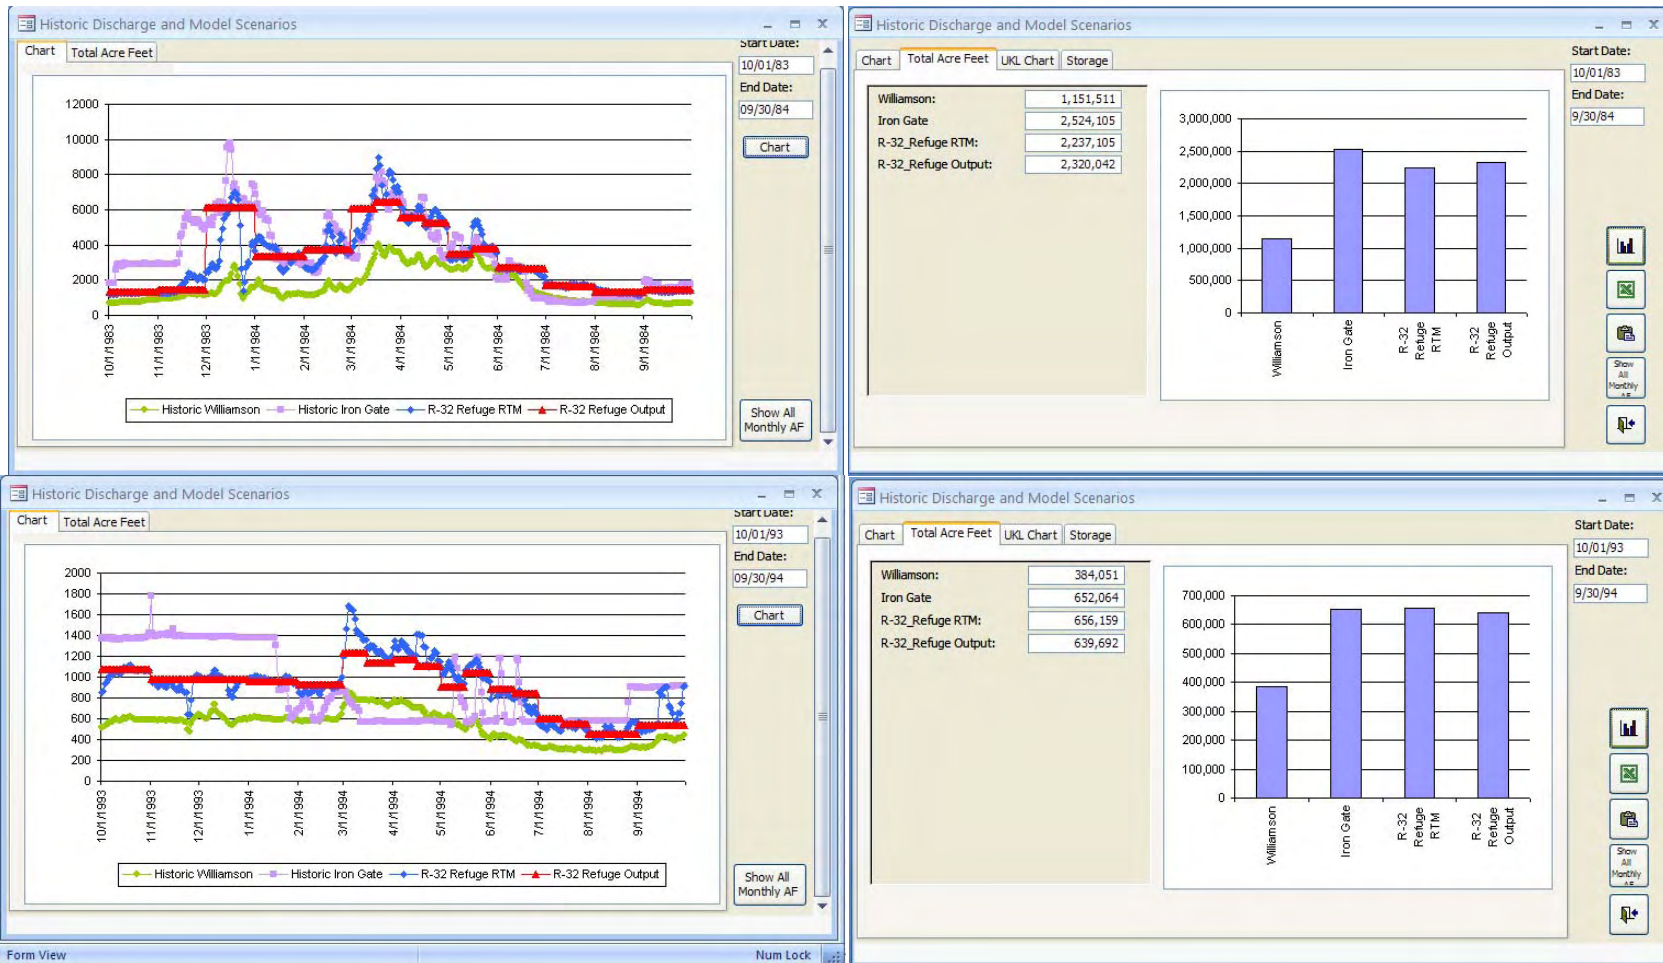 Historic Discharge and Model Scenarios
Chart
Total Acre Feet
Start Date:
10/01/83
End Date:
09/30/84
Chart
12000
10000
8000
6000
4000
2000
0
10/1/1983
11/1/1983
12/1/1983
1/1/1984
2/1/1984
3/1/1984
4/1/1984
5/1/1984
6/1/1984
7/1/1984
8/1/1984
9/1/1984
Historic Williamson
Historic Iron Gate
R-32 Refuge RTM
R-32 Refuge Output
Show All
Monthly AF
Historic Discharge and Model Scenarios
Chart
Total Acre Feet
UKL Chart
Storage
Start Date:
10/01/83
End Date:
9/30/84
Williamson: 1,151,511
Iron Gate 2,524,105
R-32_Refuge RTM: 2,237,105
R-32_Refuge Output: 2,320,042
3,000,000
2,500,000
2,000,000
1,500,000
1,000,000
500,000
0
Williamson
Iron Gate
R-32
Refuge
RTM
R-32
Refuge
Output
Show
All
Monthly
AF
Historic Discharge and Model Scenarios
Chart
Total Acre Feet
Start Date:
10/01/93
End Date:
09/30/94
Chart
2000
1800
1600
1400
1200
1000
800
600
400
200
0
10/1/1993
11/1/1993
12/1/1993
1/1/1994
2/1/1994
3/1/1994
4/1/1994
5/1/1994
6/1/1994
7/1/1994
8/1/1994
9/1/1994
Historic Williamson
Historic Iron Gate
R-32 Refuge RTM
R-32 Refuge Output
Show All
Monthly AF
Form View
Num Lock
Historic Discharge and Model Scenarios
Chart
Total Acre Feet
UKL Chart
Storage
Start Date:
10/01/93
End Date:
9/30/94
Williamson: 384,051
Iron Gate 652,064
R-32_Refuge RTM: 656,159
R-32_Refuge Output: 639,692
700,000
600,000
500,000
400,000
300,000
200,000
100,000
0
Williamson
Iron Gate
R-32
Refuge
RTM
R-32
Refuge
Output
Show
All
Monthly
AF